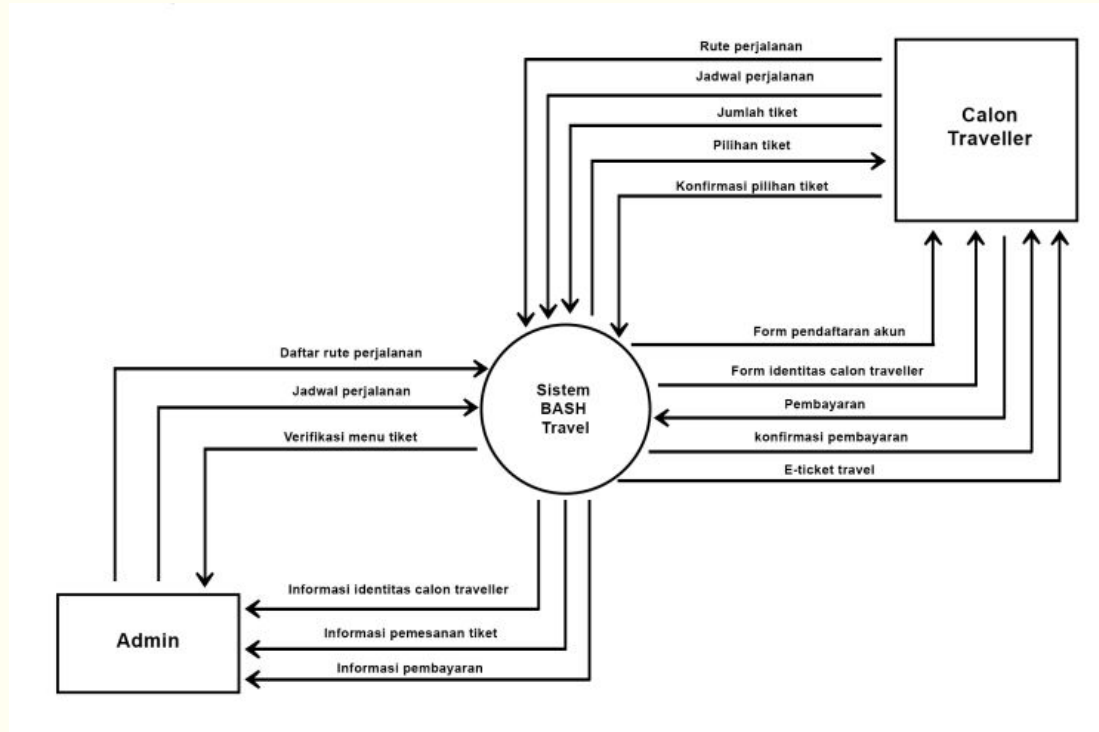 Rute perjalanan
Jadwal perjalanan
Jumlah tiket
Pilihan tiket
Konfirmasi pilihan tiket
Calon
Traveller
Form pendaftaran akun
Form identitas calon traveller
Pembayaran
konfirmasi pembayaran
E-ticket travel
Sistem
BASH
Travel
Daftar rute perjalanan
Jadwal perjalanan
Verifikasi menu tiket
Informasi identitas calon traveller
Informasi pemesanan tiket
Informasi pembayaran
Admin